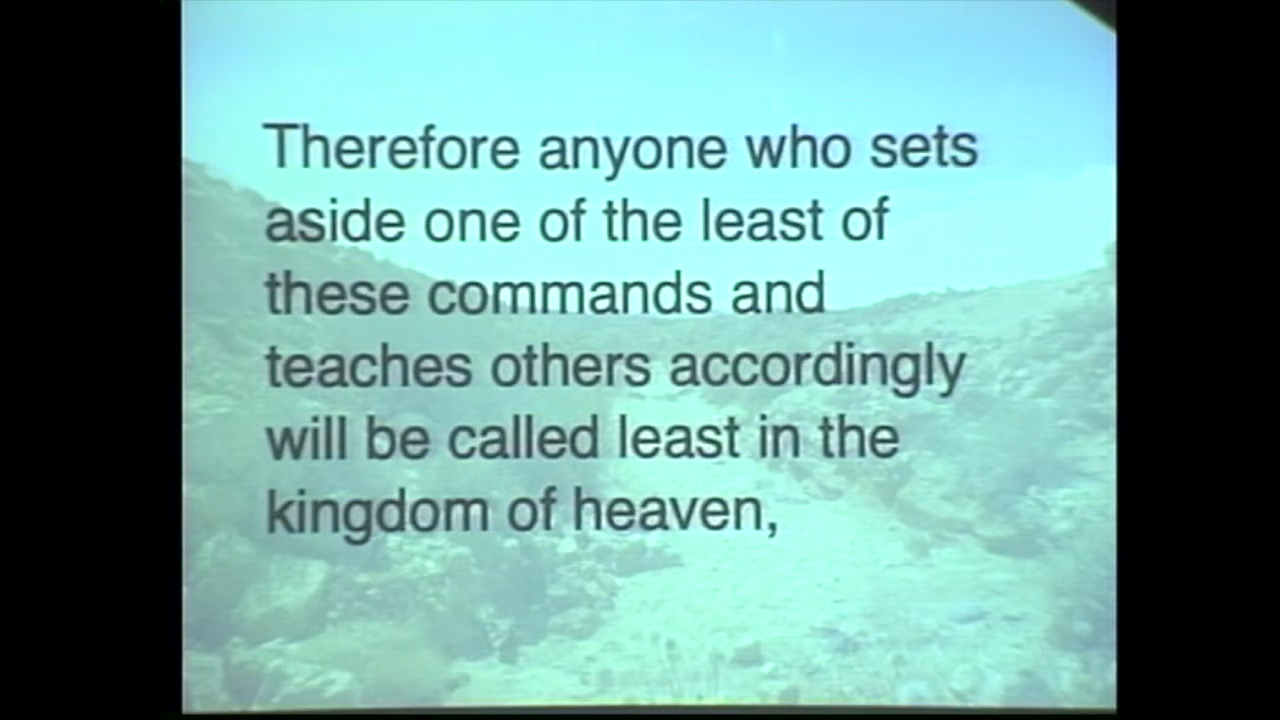 Therefore anyone who sets
aside one of the least of
these commands and
teaches others accordingly
will be called least in the
kingdom of heaven,